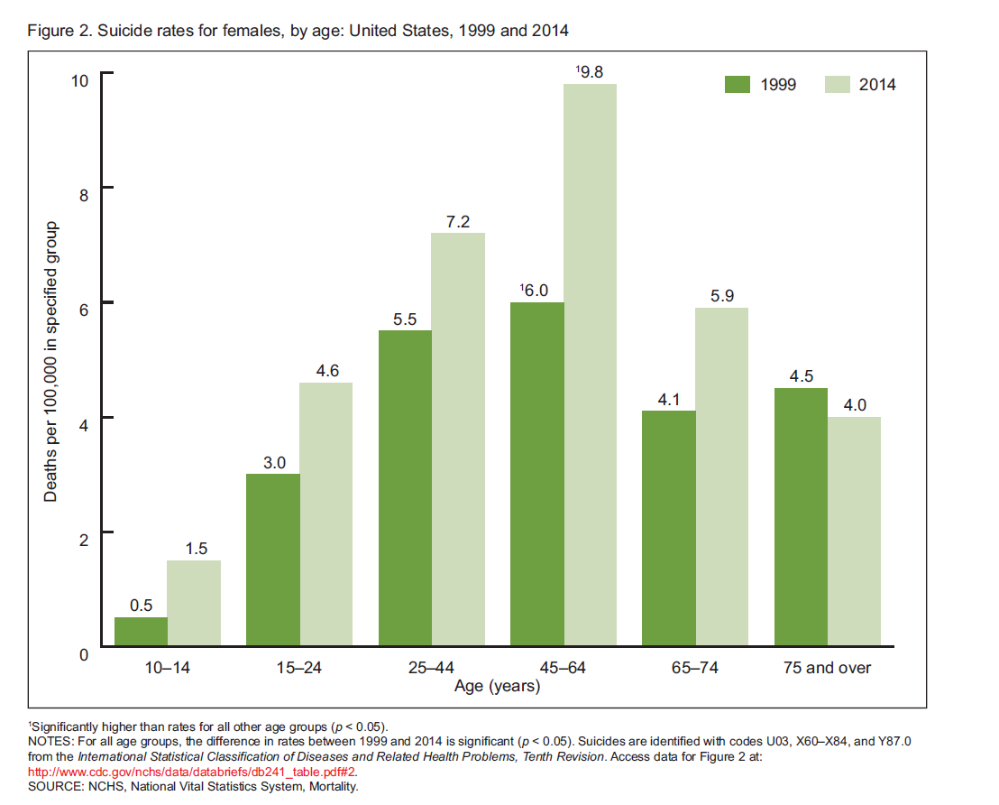 Figure 2. Suicide rates for females, by age: United States, 1999 and 2014
1999
2014
Deaths per 100,000 in specified group
10
8
6
4
2
0
0.5
1.5
3.0
4.6
5.5
7.2
¹6.0
¹9.8
4.1
5.9
4.5
4.0
10–14
15–24
25–44
45–64
65–74
75 and over
Age (years)
¹Significantly higher than rates for all other age groups (p < 0.05).
NOTES: For all age groups, the difference in rates between 1999 and 2014 is significant (p < 0.05). Suicides are identified with codes U03, X60–X84, and Y87.0
from the International Statistical Classification of Diseases and Related Health Problems, Tenth Revision. Access data for Figure 2 at:
http://www.cdc.gov/nchs/data/databriefs/db241_table.pdf#2.
SOURCE: NCHS, National Vital Statistics System, Mortality.